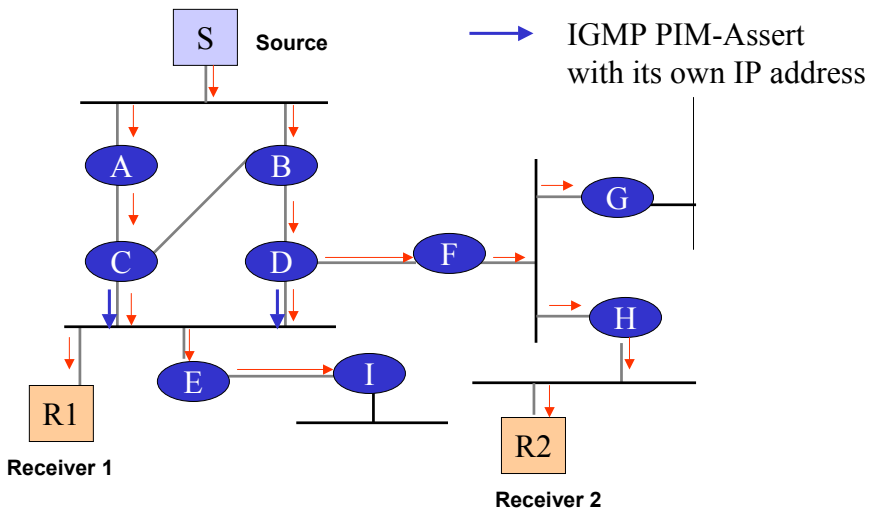 S
Source
IGMP PIM-Assert
with its own IP address
A
B
G
C
D
F
H
E
I
R1
R2
Receiver 1
Receiver 2